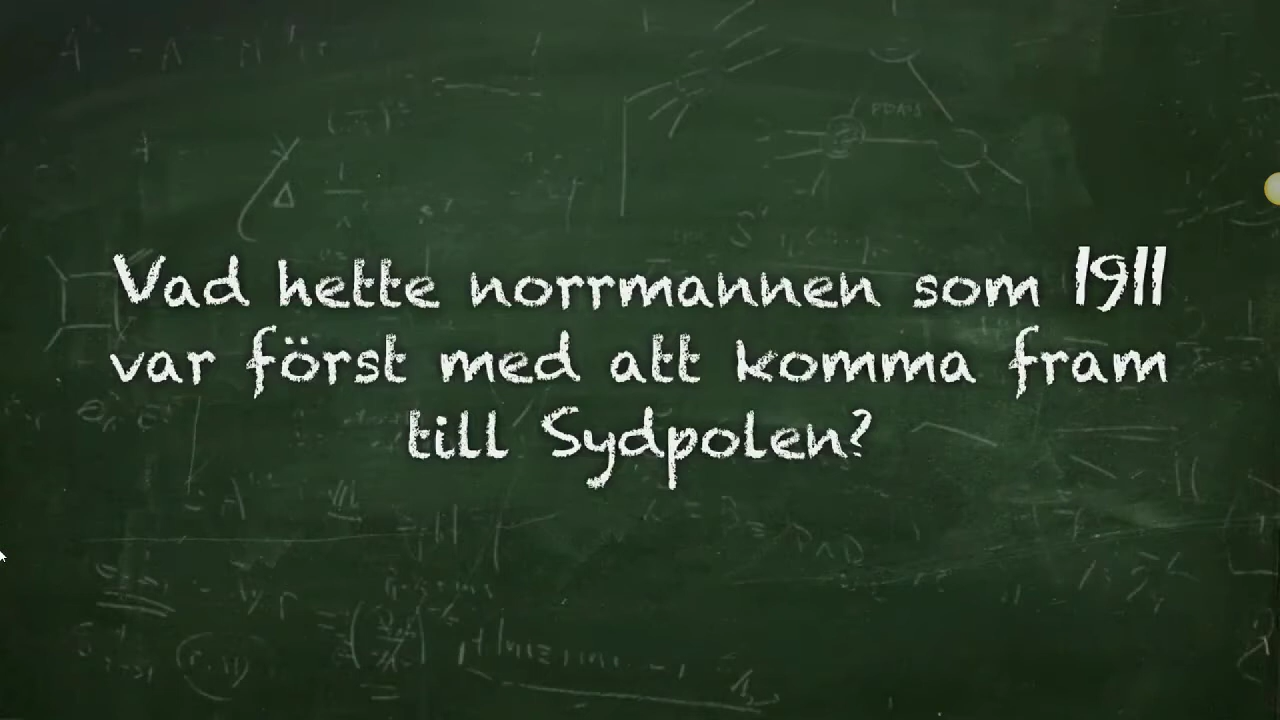 Vad hette norrmannen som 1911
var först med att komma fram
till Sydpolen?